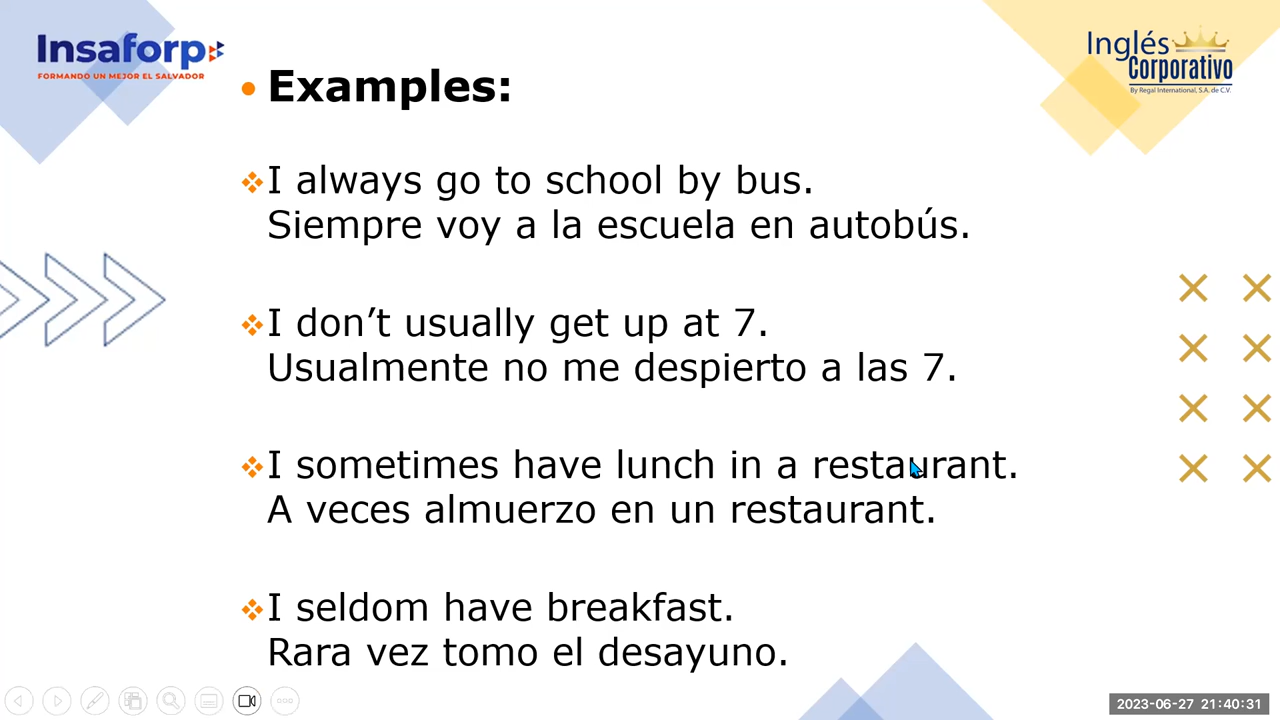 Insaforp
FORMANDO UN MEJOR EL SALVADOR
Inglés
Corporativo
By Regal International, S.A. de C.V.
• Examples:
I always go to school by bus.
Siempre voy a la escuela en autobús.
I don’t usually get up at 7.
Usualmente no me despierto a las 7.
I sometimes have lunch in a restaurant.
A veces almuerzo en un restaurant.
I seldom have breakfast.
Rara vez tomo el desayuno.
2023-06-27 21:40:31